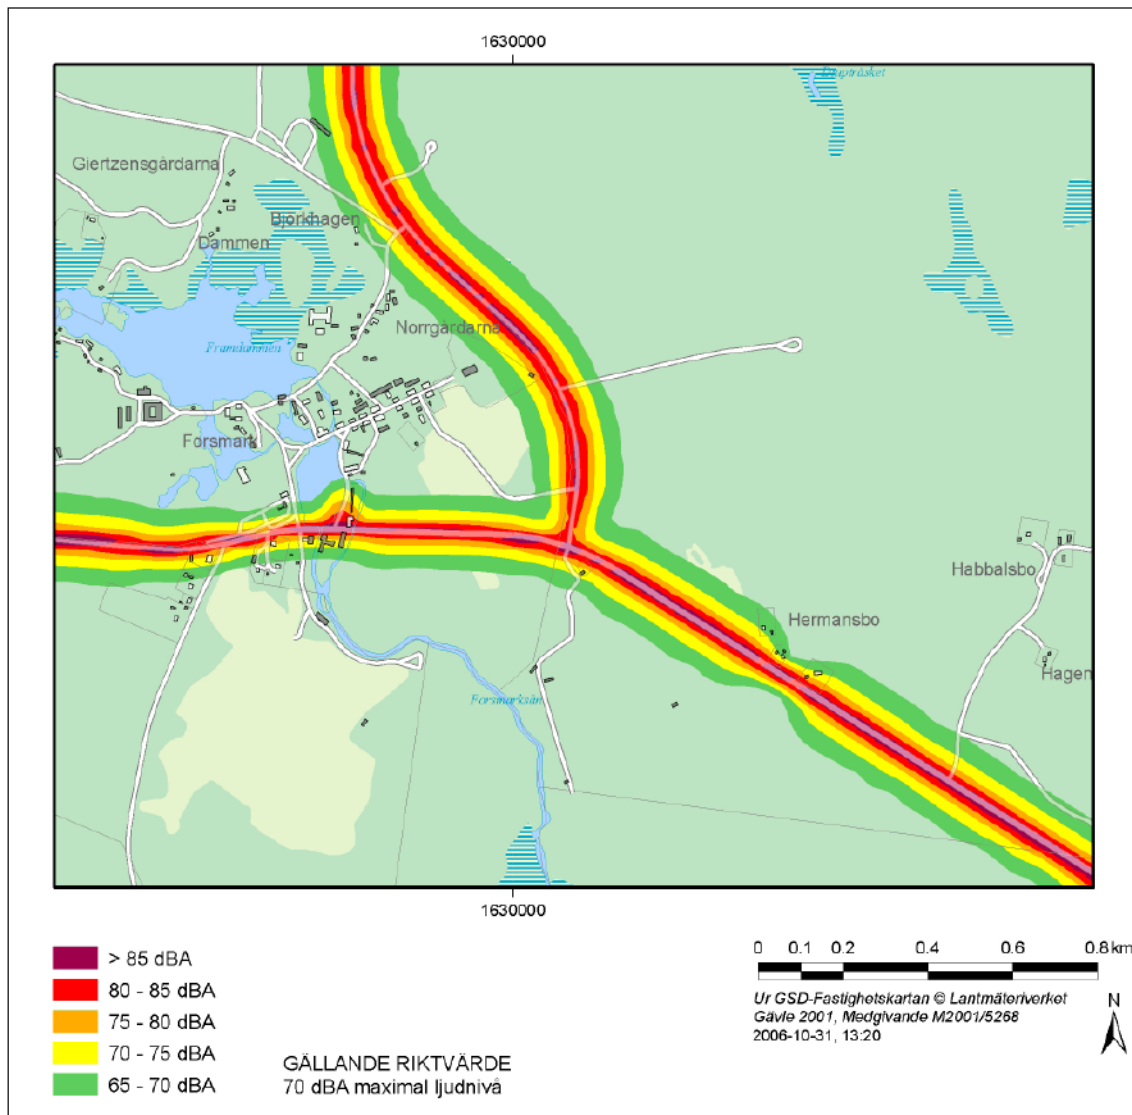 1630000
Djupträsket
Giertzensgårdarna
Björkhagen
Dammen
Norrgårdarna
Framdammen
Forsmark
Habbalsbo
Hermansbo
Hagen
Forsmarksån
1630000
> 85 dBA
80 - 85 dBA
75 - 80 dBA
70 - 75 dBA
65 - 70 dBA
GÄLLANDE RIKTVÄRDE
70 dBA maximal ljudnivå
0 0.1 0.2 0.4 0.6 0.8 km
Ur GSD-Fastighetskartan © Lantmäteriverket
Gävle 2001, Medgivande M2001/5268
2006-10-31, 13:20
N